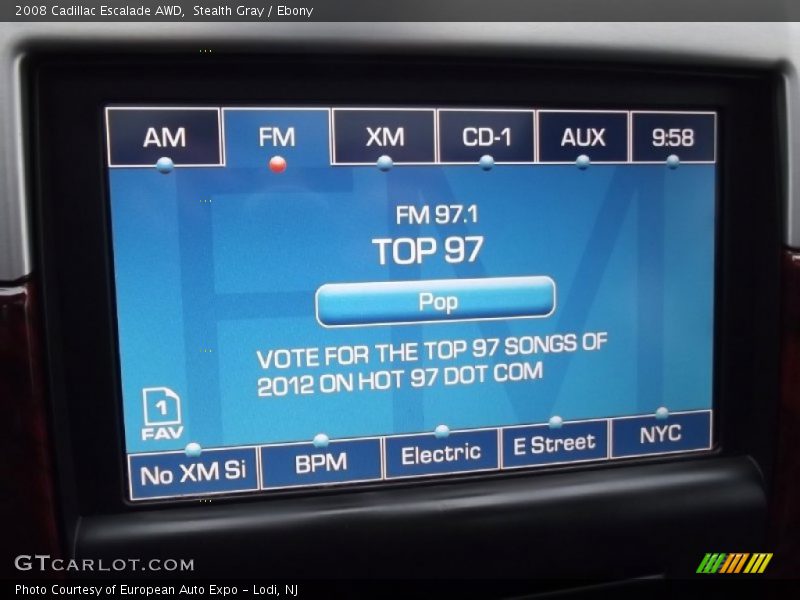 2008 Cadillac Escalade AWD, Stealth Gray / Ebony
AM FM XM CD-1 AUX 9:58
FM 97.1
TOP 97
Pop
VOTE FOR THE TOP 97 SONGS OF
2012 ON HOT 97 DOT COM
1
FAV
No XM Si BPM Electric E Street NYC
GTCARLOT.COM
Photo Courtesy of European Auto Expo - Lodi, NJ